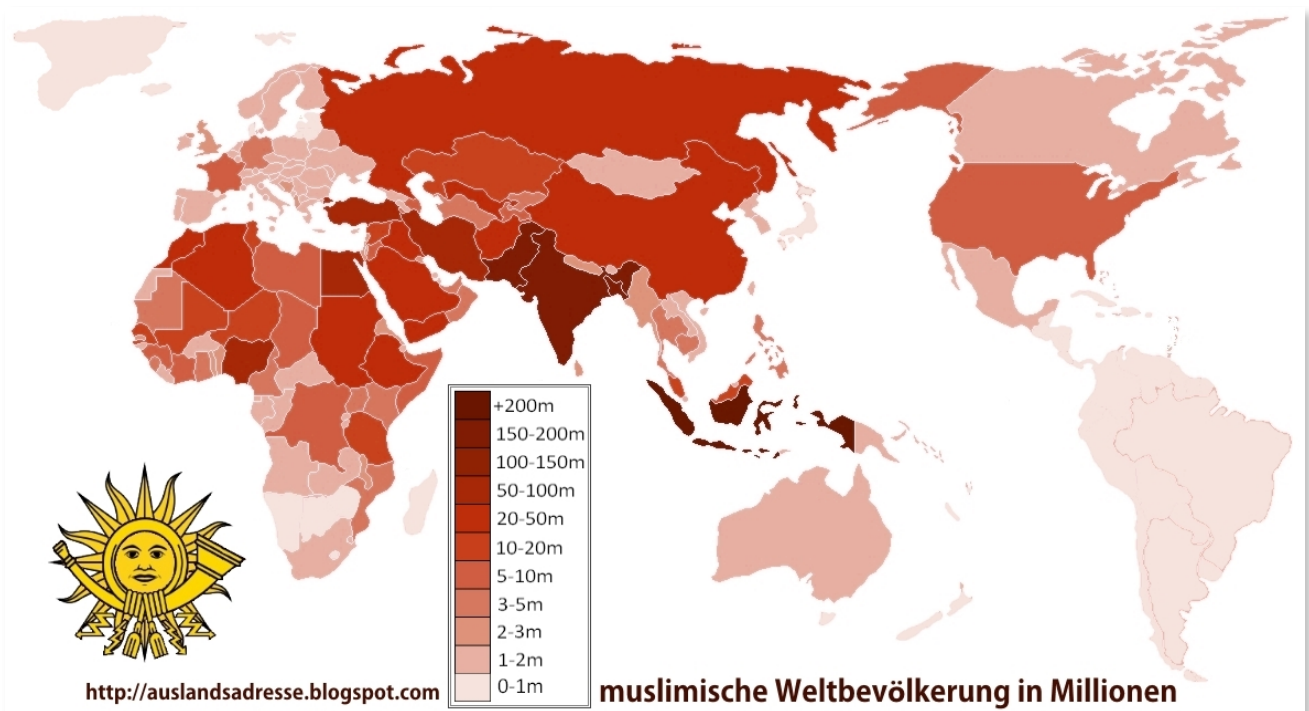 +200m
150-200m
100-150m
50-100m
20-50m
10-20m
5-10m
3-5m
2-3m
1-2m
0-1m
http://auslandsadresse.blogspot.com
muslimische Weltbevölkerung in Millionen